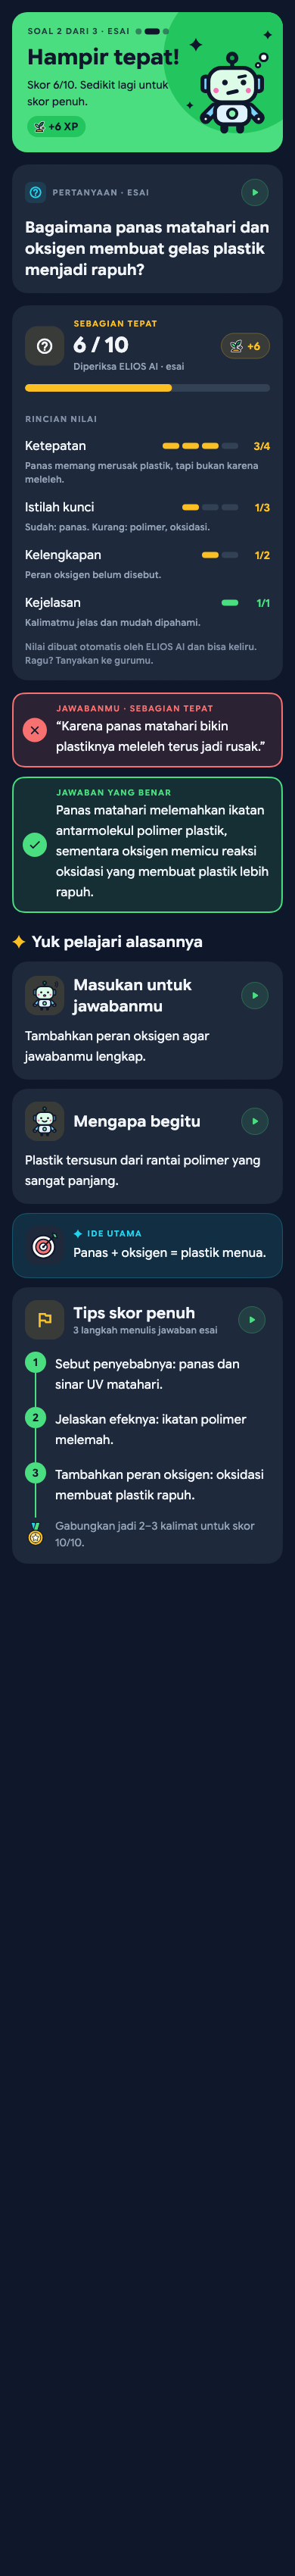 SOAL 2 DARI 3 · ESAI
Hampir tepat!
Skor 6/10. Sedikit lagi untuk
skor penuh.
+6 XP
PERTANYAAN · ESAI
Bagaimana panas matahari dan
oksigen membuat gelas plastik
menjadi rapuh?
SEBAGIAN TEPAT
6 / 10
Diperiksa ELIOS AI · esai
+6
RINCIAN NILAI
Ketepatan 3/4
Panas memang merusak plastik, tapi bukan karena
meleleh.
Istilah kunci 1/3
Sudah: panas. Kurang: polimer, oksidasi.
Kelengkapan 1/2
Peran oksigen belum disebut.
Kejelasan 1/1
Kalimatmu jelas dan mudah dipahami.
Nilai dibuat otomatis oleh ELIOS AI dan bisa keliru.
Ragu? Tanyakan ke gurumu.
JAWABANMU · SEBAGIAN TEPAT
“Karena panas matahari bikin
plastiknya meleleh terus jadi rusak.”
JAWABAN YANG BENAR
Panas matahari melemahkan ikatan
antarmolekul polimer plastik,
sementara oksigen memicu reaksi
oksidasi yang membuat plastik lebih
rapuh.
Yuk pelajari alasannya
Masukan untuk
jawabanmu
Tambahkan peran oksigen agar
jawabanmu lengkap.
Mengapa begitu
Plastik tersusun dari rantai polimer yang
sangat panjang.
IDE UTAMA
Panas + oksigen = plastik menua.
Tips skor penuh
3 langkah menulis jawaban esai
1 Sebut penyebabnya: panas dan
sinar UV matahari.
2 Jelaskan efeknya: ikatan polimer
melemah.
3 Tambahkan peran oksigen: oksidasi
membuat plastik rapuh.
Gabungkan jadi 2–3 kalimat untuk skor
10/10.